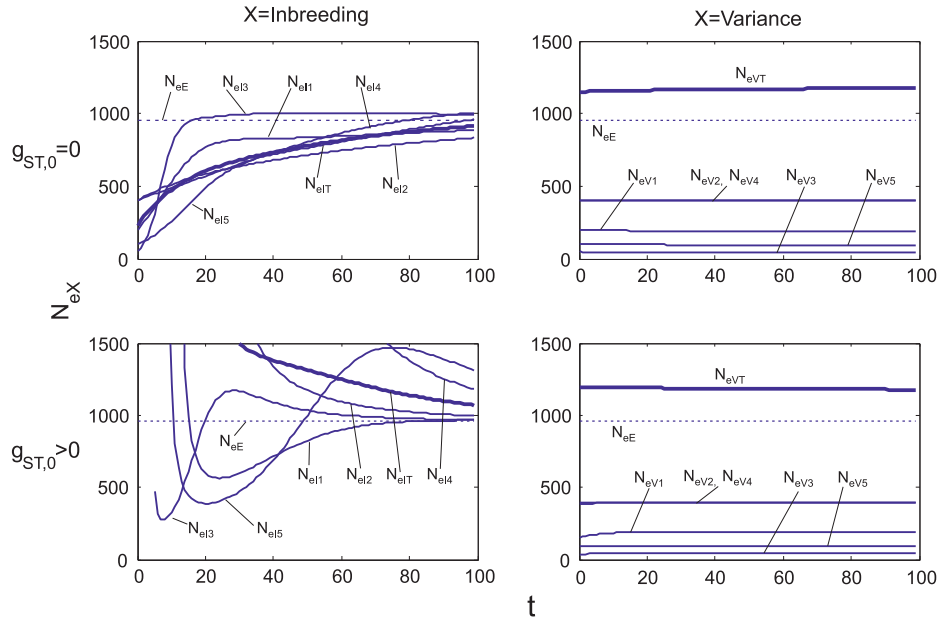 X=Inbreeding
X=Variance
1500
1000
500
0
0 20 40 60 80 100
N_eE
N_eI3
N_eI1
N_eI4
N_eI5
N_eIT
N_eI2
g_ST,0=0
1500
1000
500
0
0 20 40 60 80 100
N_eVT
N_eE
N_eV1
N_eV2, N_eV4
N_eV3
N_eV5
N_eX
1500
1000
500
0
0 20 40 60 80 100
N_eE
N_eI3
N_eI5
N_eI1
N_eI2
N_eIT
N_eI4
g_ST,0>0
1500
1000
500
0
0 20 40 60 80 100
N_eVT
N_eE
N_eV1
N_eV2, N_eV4
N_eV3
N_eV5
t